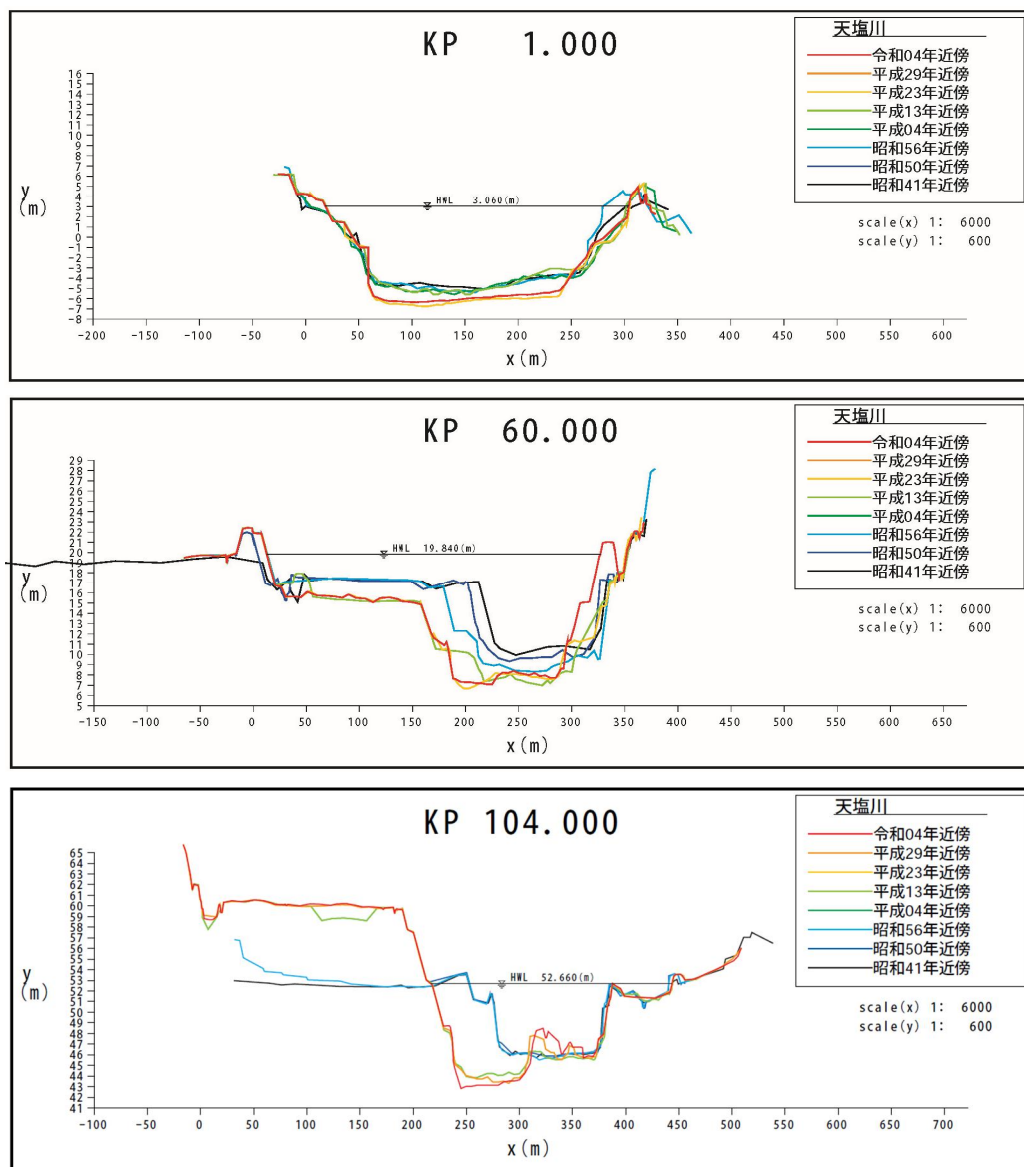 KP 1.000
天塩川
令和04年近傍
平成29年近傍
平成23年近傍
平成13年近傍
平成04年近傍
昭和56年近傍
昭和50年近傍
昭和41年近傍
scale(x) 1: 6000
scale(y) 1: 600
y
(m)
16
15
14
13
12
11
10
9
8
7
6
5
4
3
2
1
0
-1
-2
-3
-4
-5
-6
-7
-8
HWL 3.060(m)
-200 -150 -100 -50 0 50 100 150 200 250 300 350 400 450 500 550 600
x(m)
KP 60.000
天塩川
令和04年近傍
平成29年近傍
平成23年近傍
平成13年近傍
平成04年近傍
昭和56年近傍
昭和50年近傍
昭和41年近傍
scale(x) 1: 6000
scale(y) 1: 600
y
(m)
29
28
27
26
25
24
23
22
21
20
19
18
17
16
15
14
13
12
11
10
9
8
7
6
5
HWL 19.840(m)
-150 -100 -50 0 50 100 150 200 250 300 350 400 450 500 550 600 650
x(m)
KP 104.000
天塩川
令和04年近傍
平成29年近傍
平成23年近傍
平成13年近傍
平成04年近傍
昭和56年近傍
昭和50年近傍
昭和41年近傍
scale(x) 1: 6000
scale(y) 1: 600
y
(m)
65
64
63
62
61
60
59
58
57
56
55
54
53
52
51
50
49
48
47
46
45
44
43
42
41
HWL 52.660(m)
-100 -50 0 50 100 150 200 250 300 350 400 450 500 550 600 650 700
x(m)